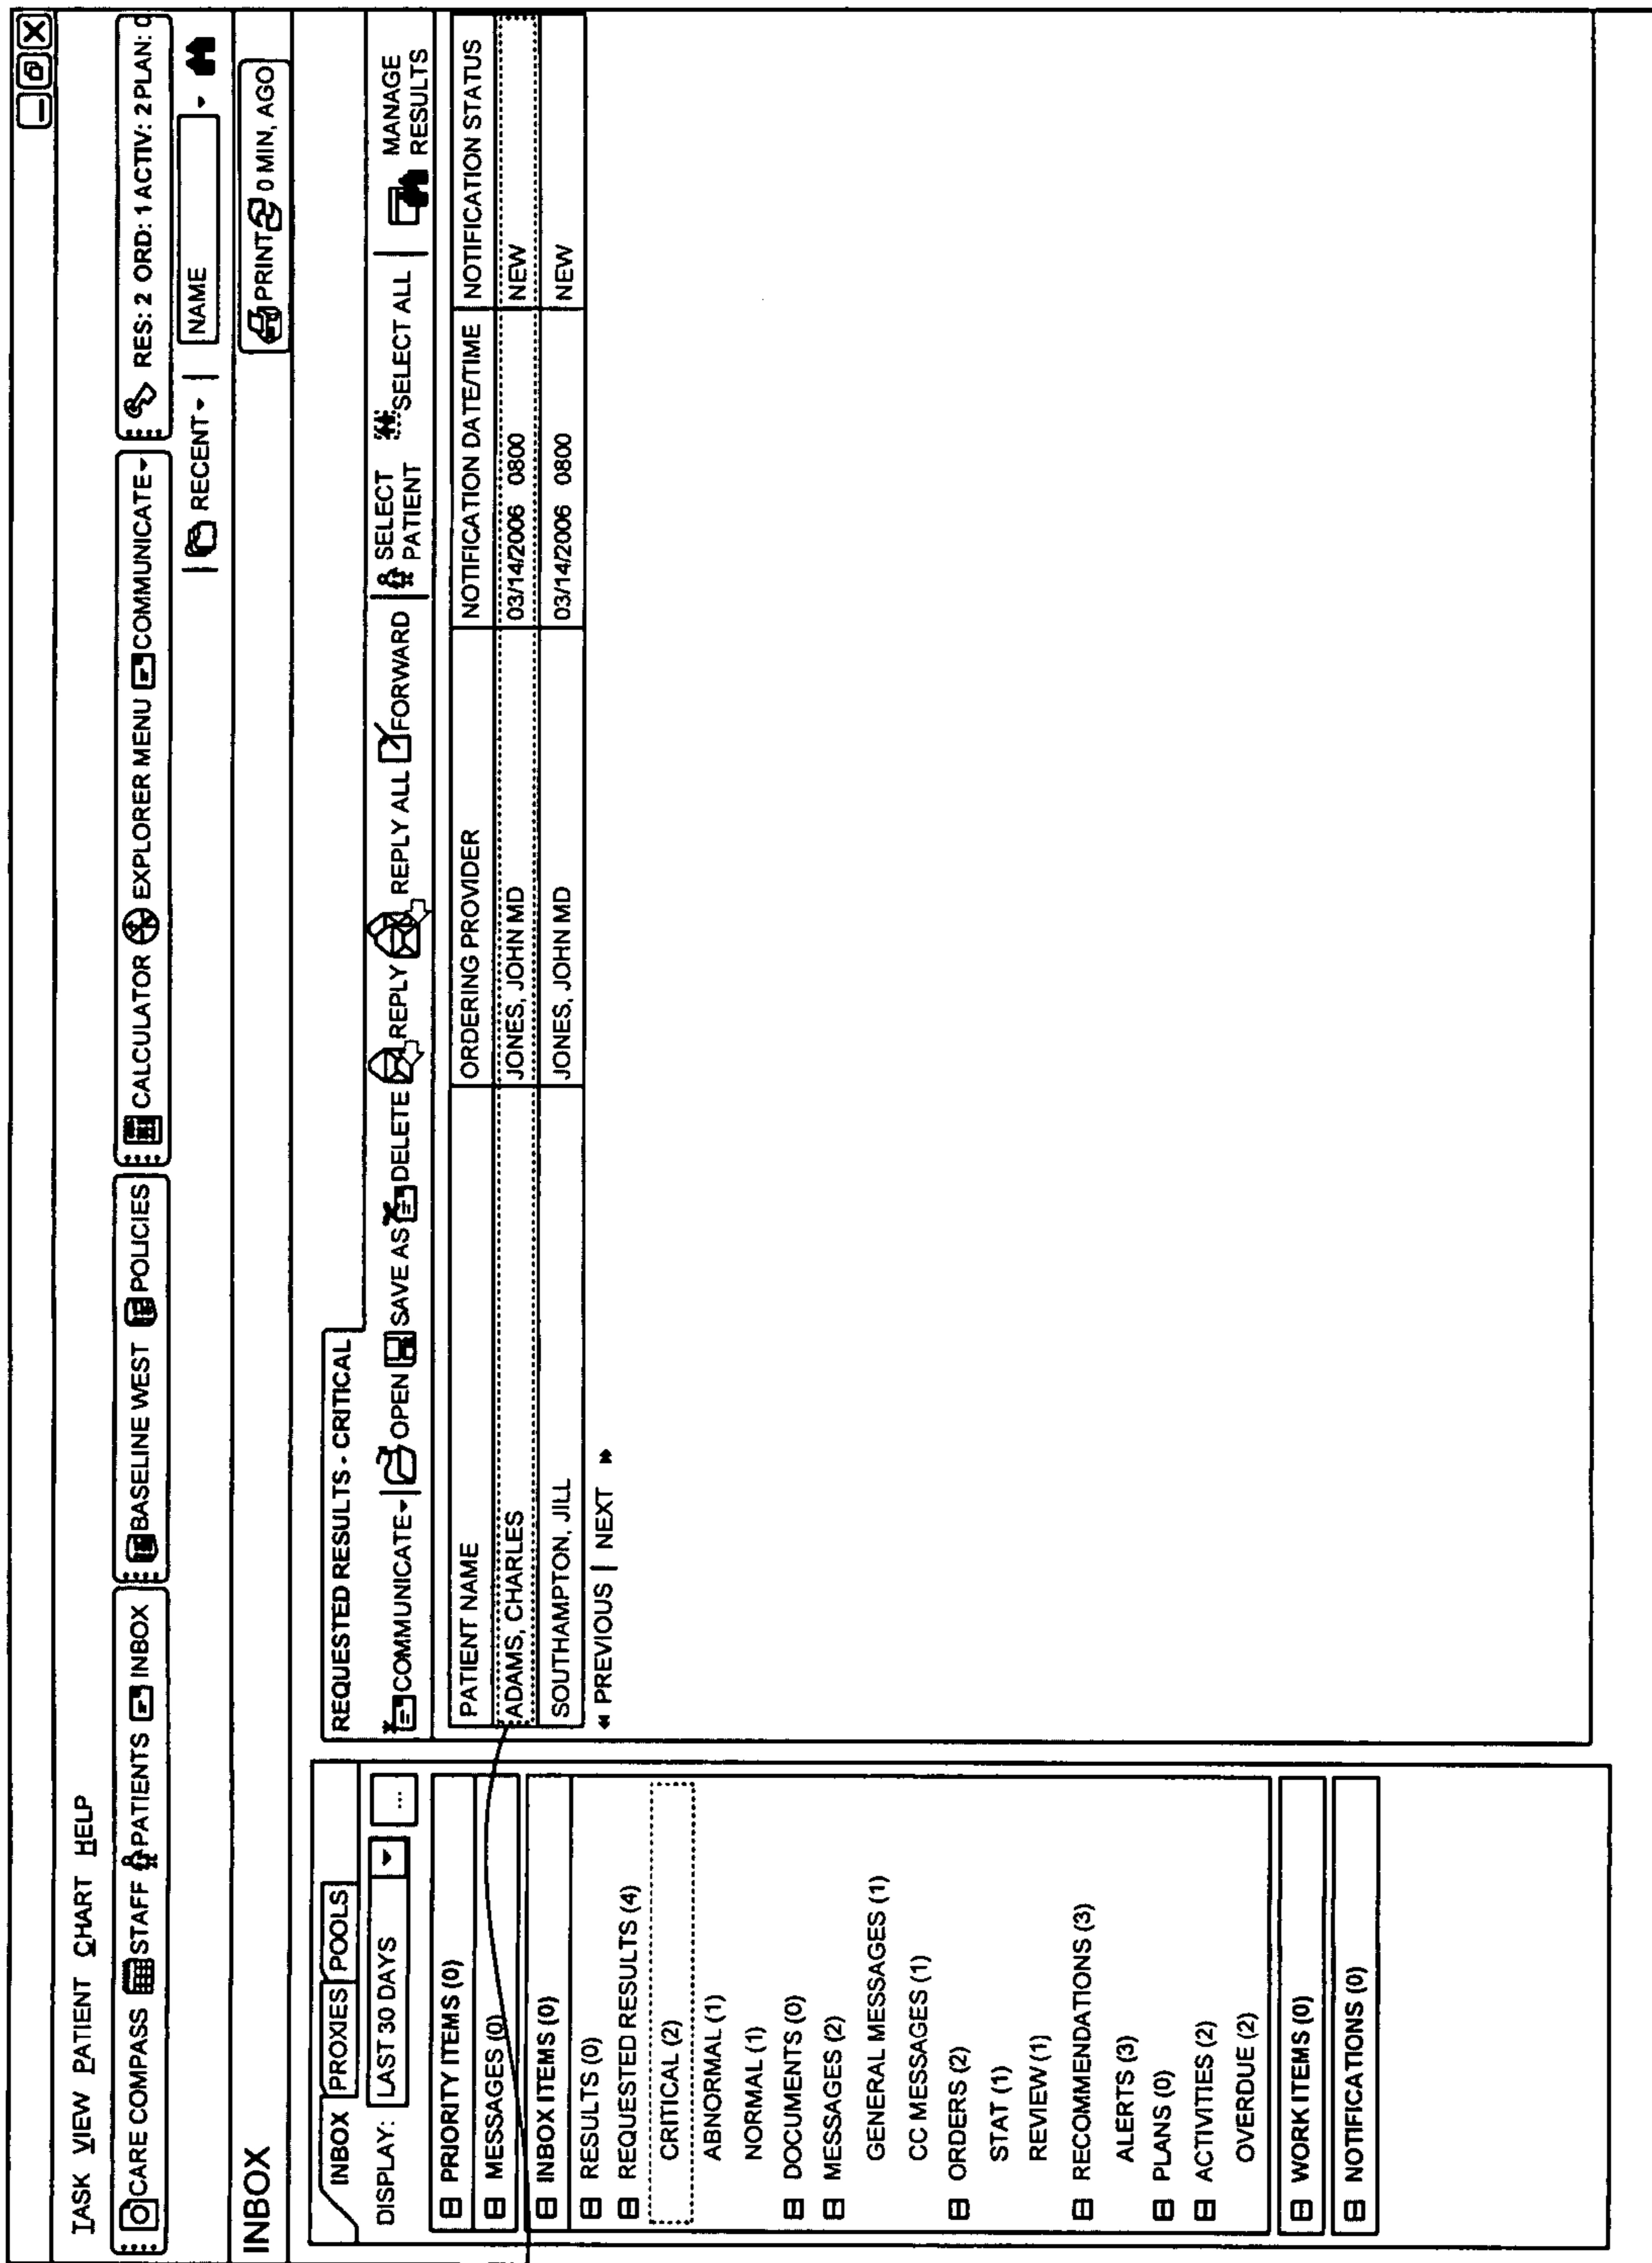 TASK VIEW PATIENT CHART HELP
CARE COMPASS STAFF PATIENTS INBOX BASELINE WEST POLICIES CALCULATOR EXPLORER MENU COMMUNICATE RES: 2 ORD: 1 ACTIV: 2 PLAN: 0
RECENT NAME
INBOX PRINT 0 MIN, AGO
INBOX PROXIES POOLS
DISPLAY: LAST 30 DAYS ...
PRIORITY ITEMS (0)
MESSAGES (0)
INBOX ITEMS (0)
RESULTS (0)
REQUESTED RESULTS (4)
CRITICAL (2)
ABNORMAL (1)
NORMAL (1)
DOCUMENTS (0)
MESSAGES (2)
GENERAL MESSAGES (1)
CC MESSAGES (1)
ORDERS (2)
STAT (1)
REVIEW (1)
RECOMMENDATIONS (3)
ALERTS (3)
PLANS (0)
ACTIVITIES (2)
OVERDUE (2)
WORK ITEMS (0)
NOTIFICATIONS (0)
REQUESTED RESULTS - CRITICAL
COMMUNICATE OPEN SAVE AS DELETE REPLY REPLY ALL FORWARD SELECT PATIENT SELECT ALL MANAGE RESULTS
PATIENT NAME ORDERING PROVIDER NOTIFICATION DATE/TIME NOTIFICATION STATUS
ADAMS, CHARLES JONES, JOHN MD 03/14/2006 0800 NEW
SOUTHAMPTON, JILL JONES, JOHN MD 03/14/2006 0800 NEW
PREVIOUS | NEXT